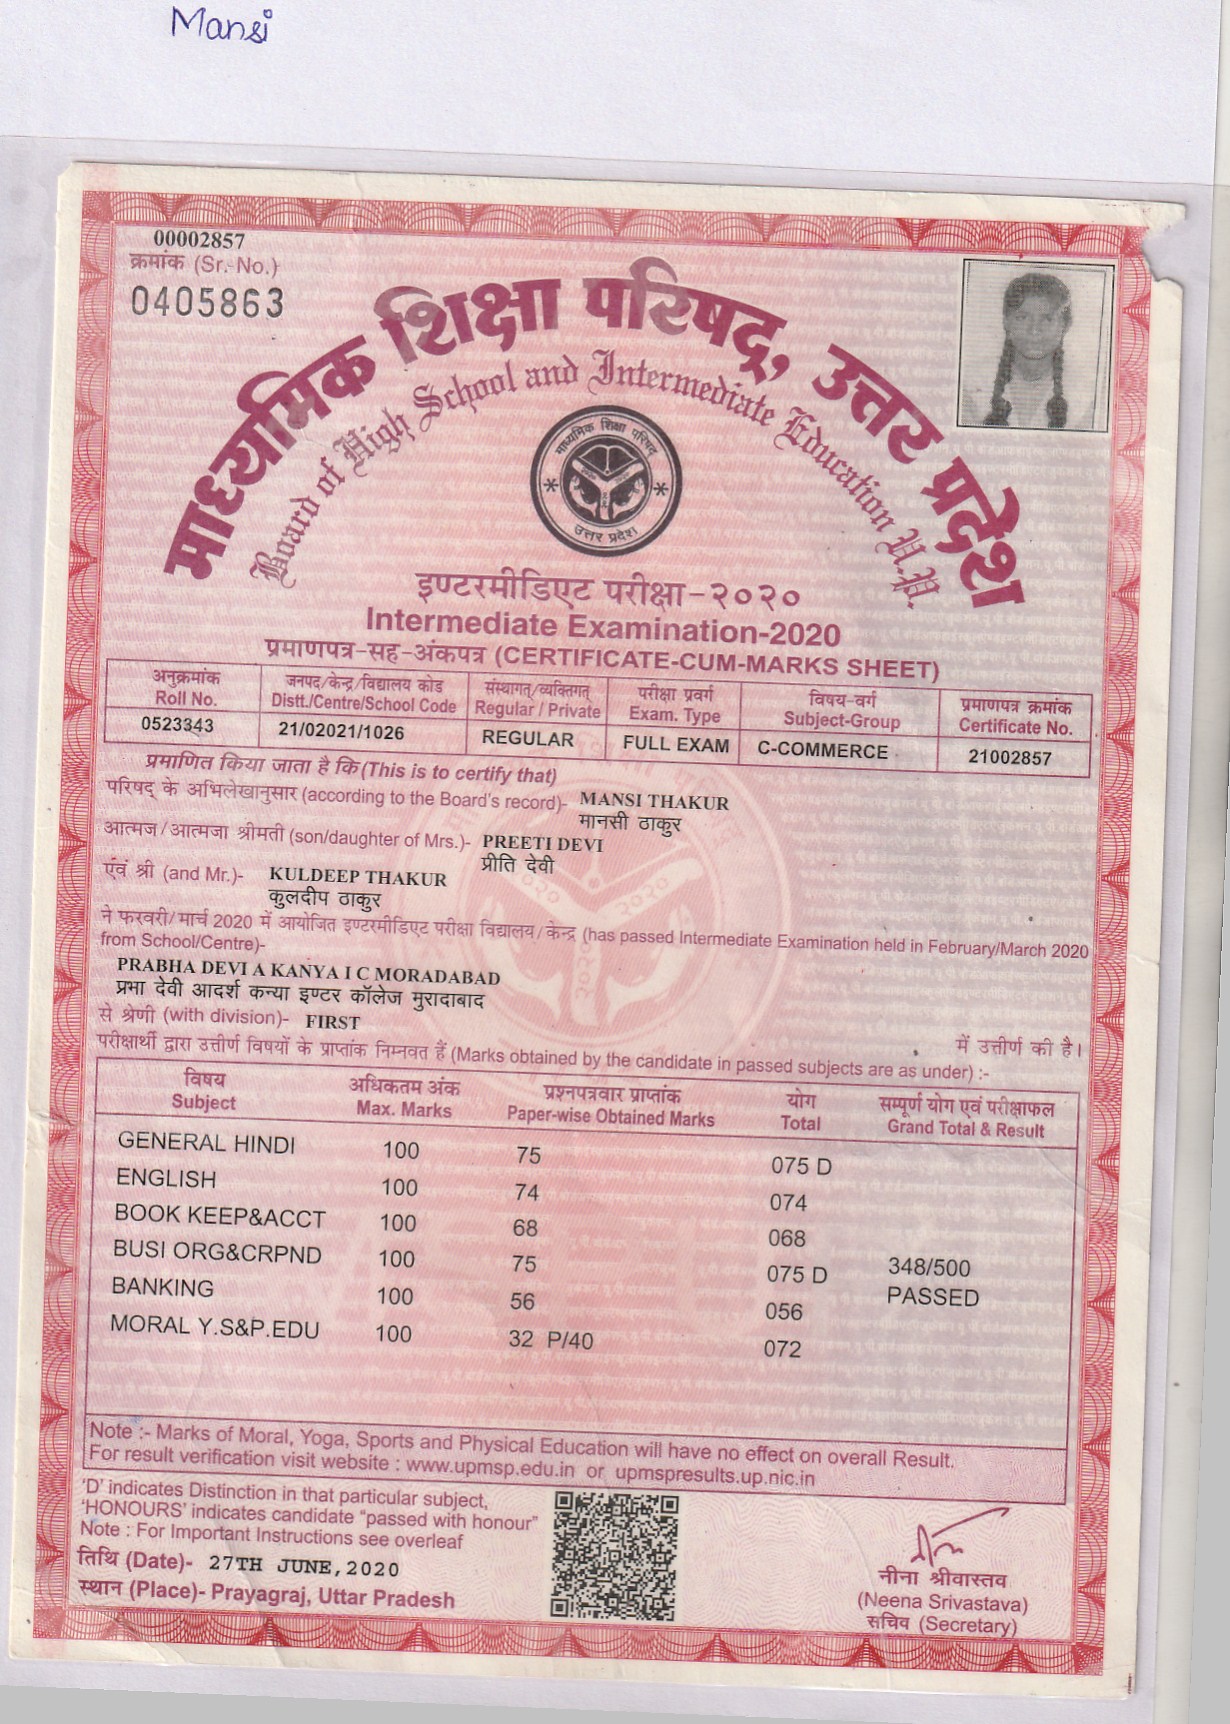 Mansi
00002857
क्रमांक (Sr. No.)
0405863
माध्यमिक शिक्षा परिषद्, उत्तर प्रदेश
Board of High School and Intermediate Education U.P.
माध्यमिक शिक्षा परिषद्
उत्तर प्रदेश
इण्टरमीडिएट परीक्षा-२०२०
Intermediate Examination-2020
प्रमाणपत्र-सह-अंकपत्र (CERTIFICATE-CUM-MARKS SHEET)
अनुक्रमांक जनपद/केन्द्र/विद्यालय कोड संस्थागत्/व्यक्तिगत् परीक्षा प्रवर्ग विषय-वर्ग प्रमाणपत्र क्रमांक
Roll No. Distt./Centre/School Code Regular / Private Exam. Type Subject-Group Certificate No.
0523343 21/02021/1026 REGULAR FULL EXAM C-COMMERCE 21002857
प्रमाणित किया जाता है कि (This is to certify that)
परिषद् के अभिलेखानुसार (according to the Board's record)- MANSI THAKUR
मानसी ठाकुर
आत्मज/आत्मजा श्रीमती (son/daughter of Mrs.)- PREETI DEVI
प्रीति देवी
एंवं श्री (and Mr.)- KULDEEP THAKUR
कुलदीप ठाकुर
ने फरवरी/मार्च 2020 में आयोजित इण्टरमीडिएट परीक्षा विद्यालय/केन्द्र (has passed Intermediate Examination held in February/March 2020
from School/Centre)-
PRABHA DEVI A KANYA I C MORADABAD
प्रभा देवी आदर्श कन्या इण्टर कॉलेज मुरादाबाद
से श्रेणी (with division)- FIRST में उत्तीर्ण की है।
परीक्षार्थी द्वारा उत्तीर्ण विषयों के प्राप्तांक निम्नवत हैं (Marks obtained by the candidate in passed subjects are as under) :-
विषय अधिकतम अंक प्रश्नपत्रवार प्राप्तांक योग सम्पूर्ण योग एवं परीक्षाफल
Subject Max. Marks Paper-wise Obtained Marks Total Grand Total & Result
GENERAL HINDI 100 75 075 D
ENGLISH 100 74 074
BOOK KEEP&ACCT 100 68 068
BUSI ORG&CRPND 100 75 075 D 348/500
BANKING 100 56 056 PASSED
MORAL Y.S&P.EDU 100 32 P/40 072
Note :- Marks of Moral, Yoga, Sports and Physical Education will have no effect on overall Result.
For result verification visit website : www.upmsp.edu.in or upmspresults.up.nic.in
'D' indicates Distinction in that particular subject,
'HONOURS' indicates candidate "passed with honour"
Note : For Important Instructions see overleaf
तिथि (Date)- 27TH JUNE,2020
स्थान (Place)- Prayagraj, Uttar Pradesh
नीना श्रीवास्तव
(Neena Srivastava)
सचिव (Secretary)